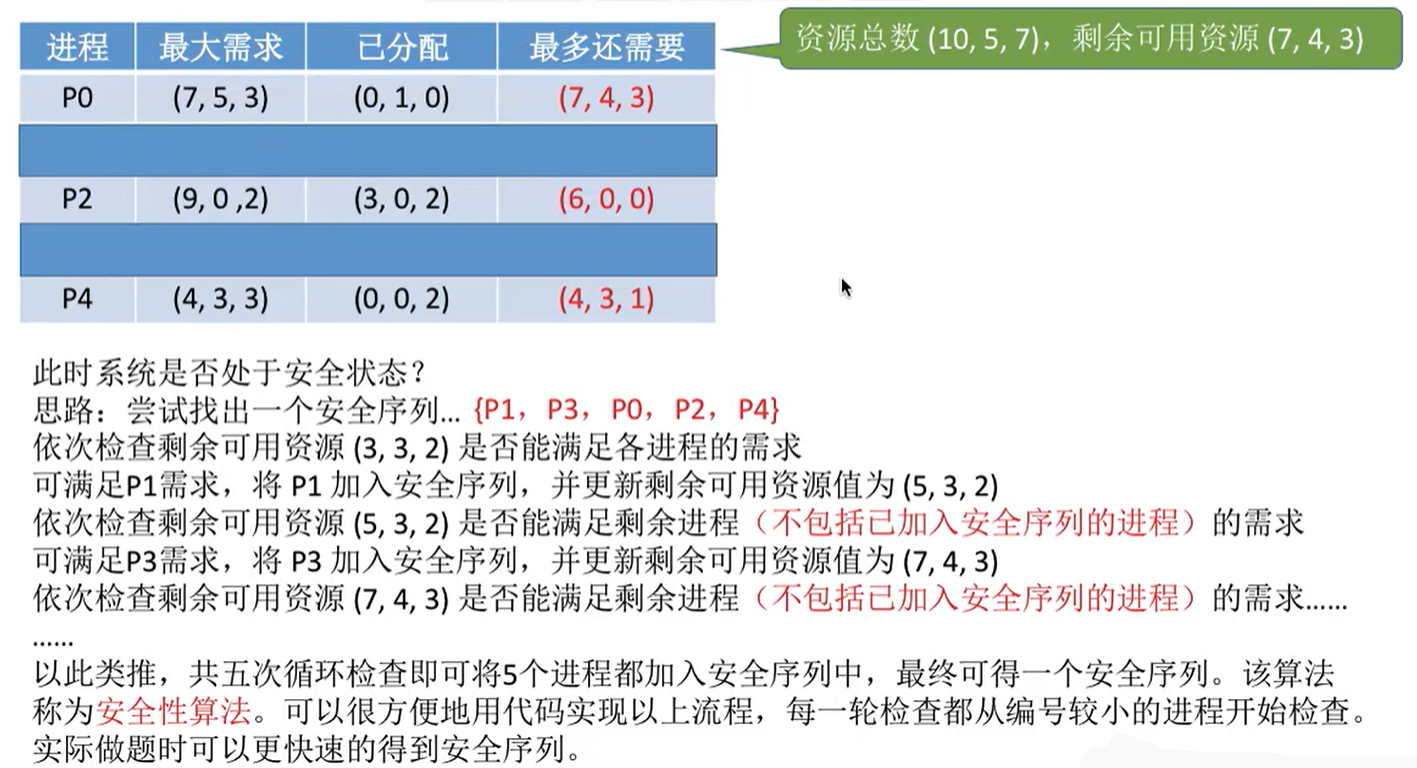 进程 最大需求 已分配 最多还需要
资源总数 (10, 5, 7)，剩余可用资源 (7, 4, 3)
P0 (7, 5, 3) (0, 1, 0) (7, 4, 3)
P2 (9, 0 ,2) (3, 0, 2) (6, 0, 0)
P4 (4, 3, 3) (0, 0, 2) (4, 3, 1)
此时系统是否处于安全状态？
思路：尝试找出一个安全序列... {P1，P3，P0，P2，P4}
依次检查剩余可用资源 (3, 3, 2) 是否能满足各进程的需求
可满足P1需求，将 P1 加入安全序列，并更新剩余可用资源值为 (5, 3, 2)
依次检查剩余可用资源 (5, 3, 2) 是否能满足剩余进程（不包括已加入安全序列的进程）的需求
可满足P3需求，将 P3 加入安全序列，并更新剩余可用资源值为 (7, 4, 3)
依次检查剩余可用资源 (7, 4, 3) 是否能满足剩余进程（不包括已加入安全序列的进程）的需求......
......
以此类推，共五次循环检查即可将5个进程都加入安全序列中，最终可得一个安全序列。该算法
称为安全性算法。可以很方便地用代码实现以上流程，每一轮检查都从编号较小的进程开始检查。
实际做题时可以更快速的得到安全序列。